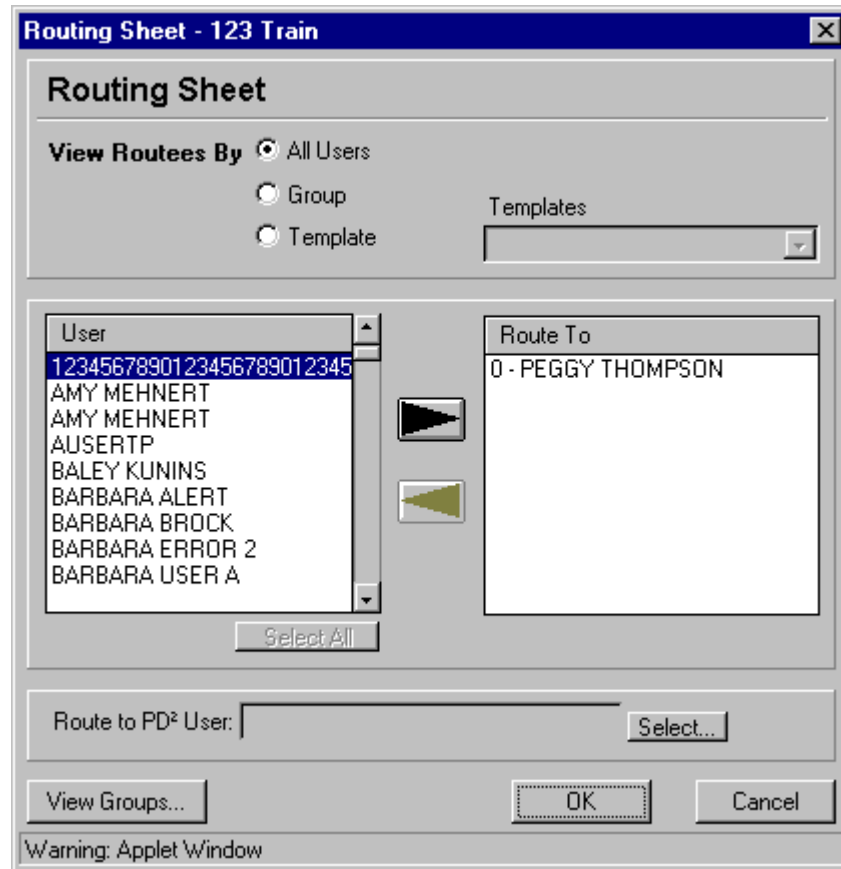 Routing Sheet - 123 Train
Routing Sheet
View Routees By
All Users
Group
Template
Templates
User
1234567890123456789012345
AMY MEHNERT
AMY MEHNERT
AUSERTP
BALEY KUNINS
BARBARA ALERT
BARBARA BROCK
BARBARA ERROR 2
BARBARA USER A
Select All
Route To
0 - PEGGY THOMPSON
Route to PD² User:
Select...
View Groups...
OK
Cancel
Warning: Applet Window